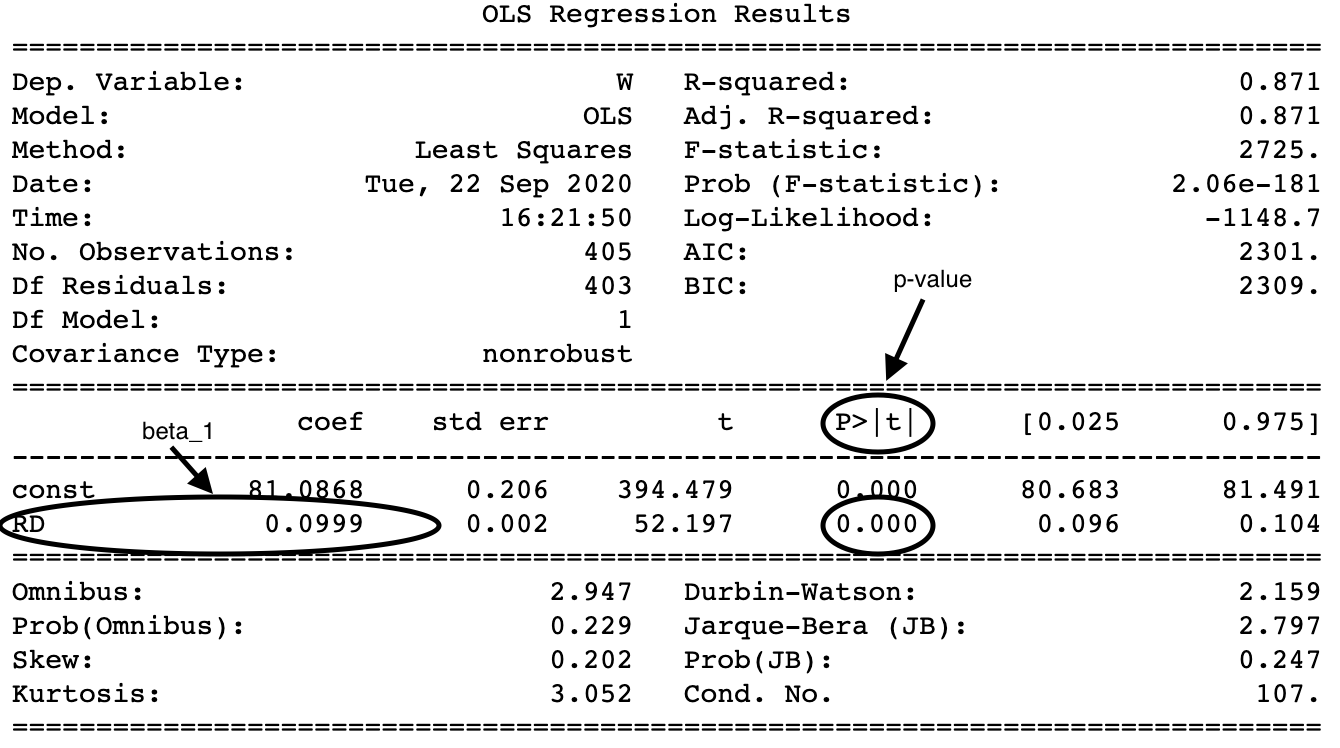 OLS Regression Results
==============================================================================
Dep. Variable: W R-squared: 0.871
Model: OLS Adj. R-squared: 0.871
Method: Least Squares F-statistic: 2725.
Date: Tue, 22 Sep 2020 Prob (F-statistic): 2.06e-181
Time: 16:21:50 Log-Likelihood: -1148.7
No. Observations: 405 AIC: 2301.
Df Residuals: 403 BIC: 2309.
p-value
Df Model: 1
Covariance Type: nonrobust
==============================================================================
coef std err t P>|t| [0.025 0.975]
beta_1
------------------------------------------------------------------------------
const 81.0868 0.206 394.479 0.000 80.683 81.491
RD 0.0999 0.002 52.197 0.000 0.096 0.104
==============================================================================
Omnibus: 2.947 Durbin-Watson: 2.159
Prob(Omnibus): 0.229 Jarque-Bera (JB): 2.797
Skew: 0.202 Prob(JB): 0.247
Kurtosis: 3.052 Cond. No. 107.
==============================================================================